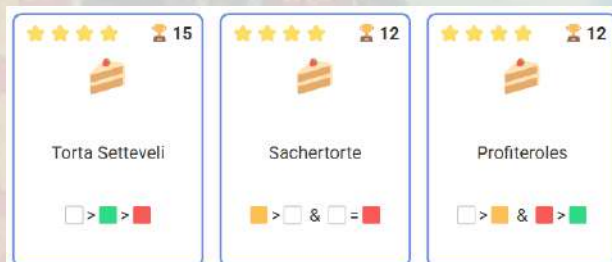 15
12
12
Torta Setteveli
Sachertorte
Profiteroles
> >
> & =
> & >